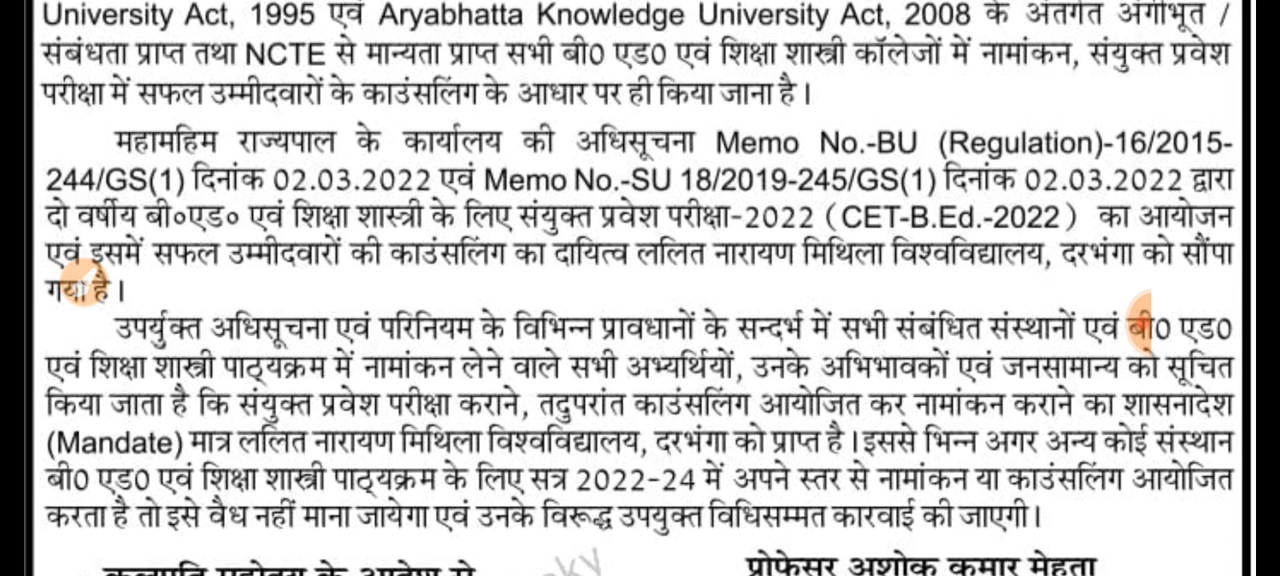 University Act, 1995 एवं Aryabhatta Knowledge University Act, 2008 के अंतर्गत अंगीभूत /
संबंधता प्राप्त तथा NCTE से मान्यता प्राप्त सभी बी0 एड0 एवं शिक्षा शास्त्री कॉलेजों में नामांकन, संयुक्त प्रवेश
परीक्षा में सफल उम्मीदवारों के काउंसलिंग के आधार पर ही किया जाना है।
महामहिम राज्यपाल के कार्यालय की अधिसूचना Memo No.-BU (Regulation)-16/2015-
244/GS(1) दिनांक 02.03.2022 एवं Memo No.-SU 18/2019-245/GS(1) दिनांक 02.03.2022 द्वारा
दो वर्षीय बी०एड० एवं शिक्षा शास्त्री के लिए संयुक्त प्रवेश परीक्षा-2022 (CET-B.Ed.-2022) का आयोजन
एवं इसमें सफल उम्मीदवारों की काउंसलिंग का दायित्व ललित नारायण मिथिला विश्वविद्यालय, दरभंगा को सौंपा
गया है।
उपर्युक्त अधिसूचना एवं परिनियम के विभिन्न प्रावधानों के सन्दर्भ में सभी संबंधित संस्थानों एवं बी0 एड0
एवं शिक्षा शास्त्री पाठ्यक्रम में नामांकन लेने वाले सभी अभ्यर्थियों, उनके अभिभावकों एवं जनसामान्य को सूचित
किया जाता है कि संयुक्त प्रवेश परीक्षा कराने, तदुपरांत काउंसलिंग आयोजित कर नामांकन कराने का शासनादेश
(Mandate) मात्र ललित नारायण मिथिला विश्वविद्यालय, दरभंगा को प्राप्त है। इससे भिन्न अगर अन्य कोई संस्थान
बी0 एड0 एवं शिक्षा शास्त्री पाठ्यक्रम के लिए सत्र 2022-24 में अपने स्तर से नामांकन या काउंसलिंग आयोजित
करता है तो इसे वैध नहीं माना जायेगा एवं उनके विरूद्ध उपयुक्त विधिसम्मत कारवाई की जाएगी।
कुलपति महोदय के आदेश से प्रोफेसर अशोक कुमार मेहता